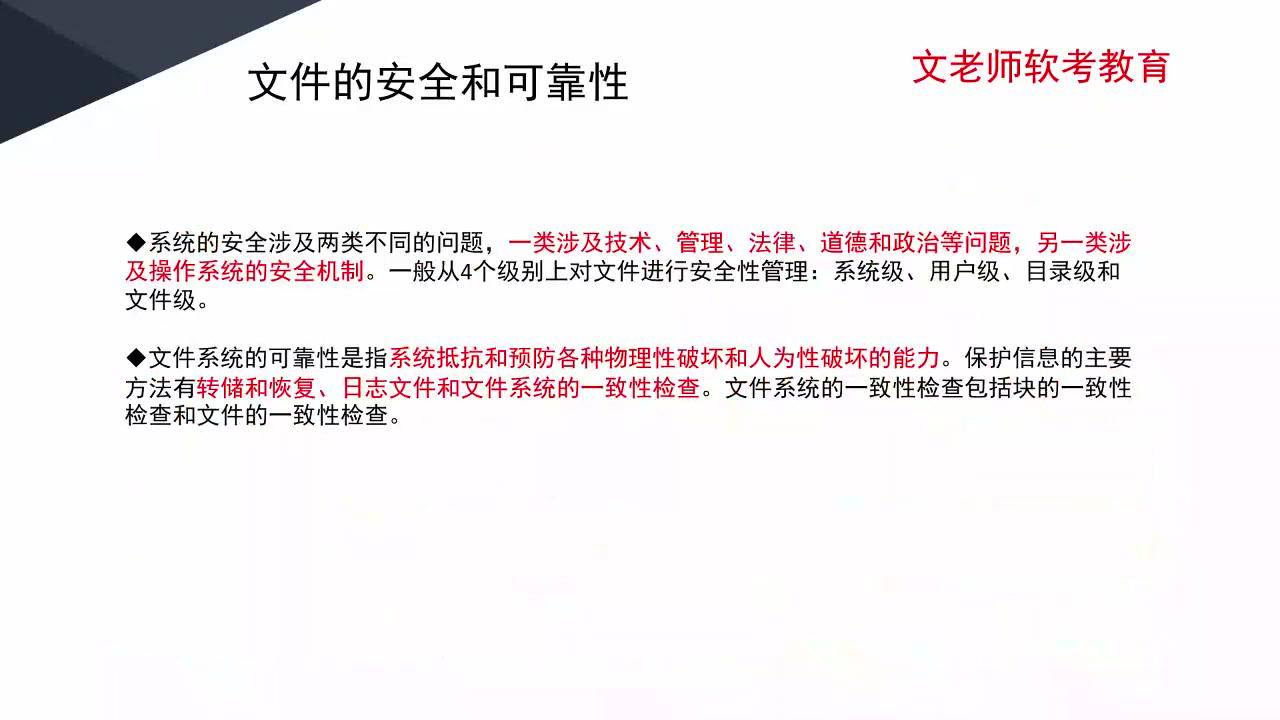 文件的安全和可靠性
文老师软考教育
◆系统的安全涉及两类不同的问题，一类涉及技术、管理、法律、道德和政治等问题，另一类涉
及操作系统的安全机制。一般从4个级别上对文件进行安全性管理：系统级、用户级、目录级和
文件级。
◆文件系统的可靠性是指系统抵抗和预防各种物理性破坏和人为性破坏的能力。保护信息的主要
方法有转储和恢复、日志文件和文件系统的一致性检查。文件系统的一致性检查包括块的一致性
检查和文件的一致性检查。